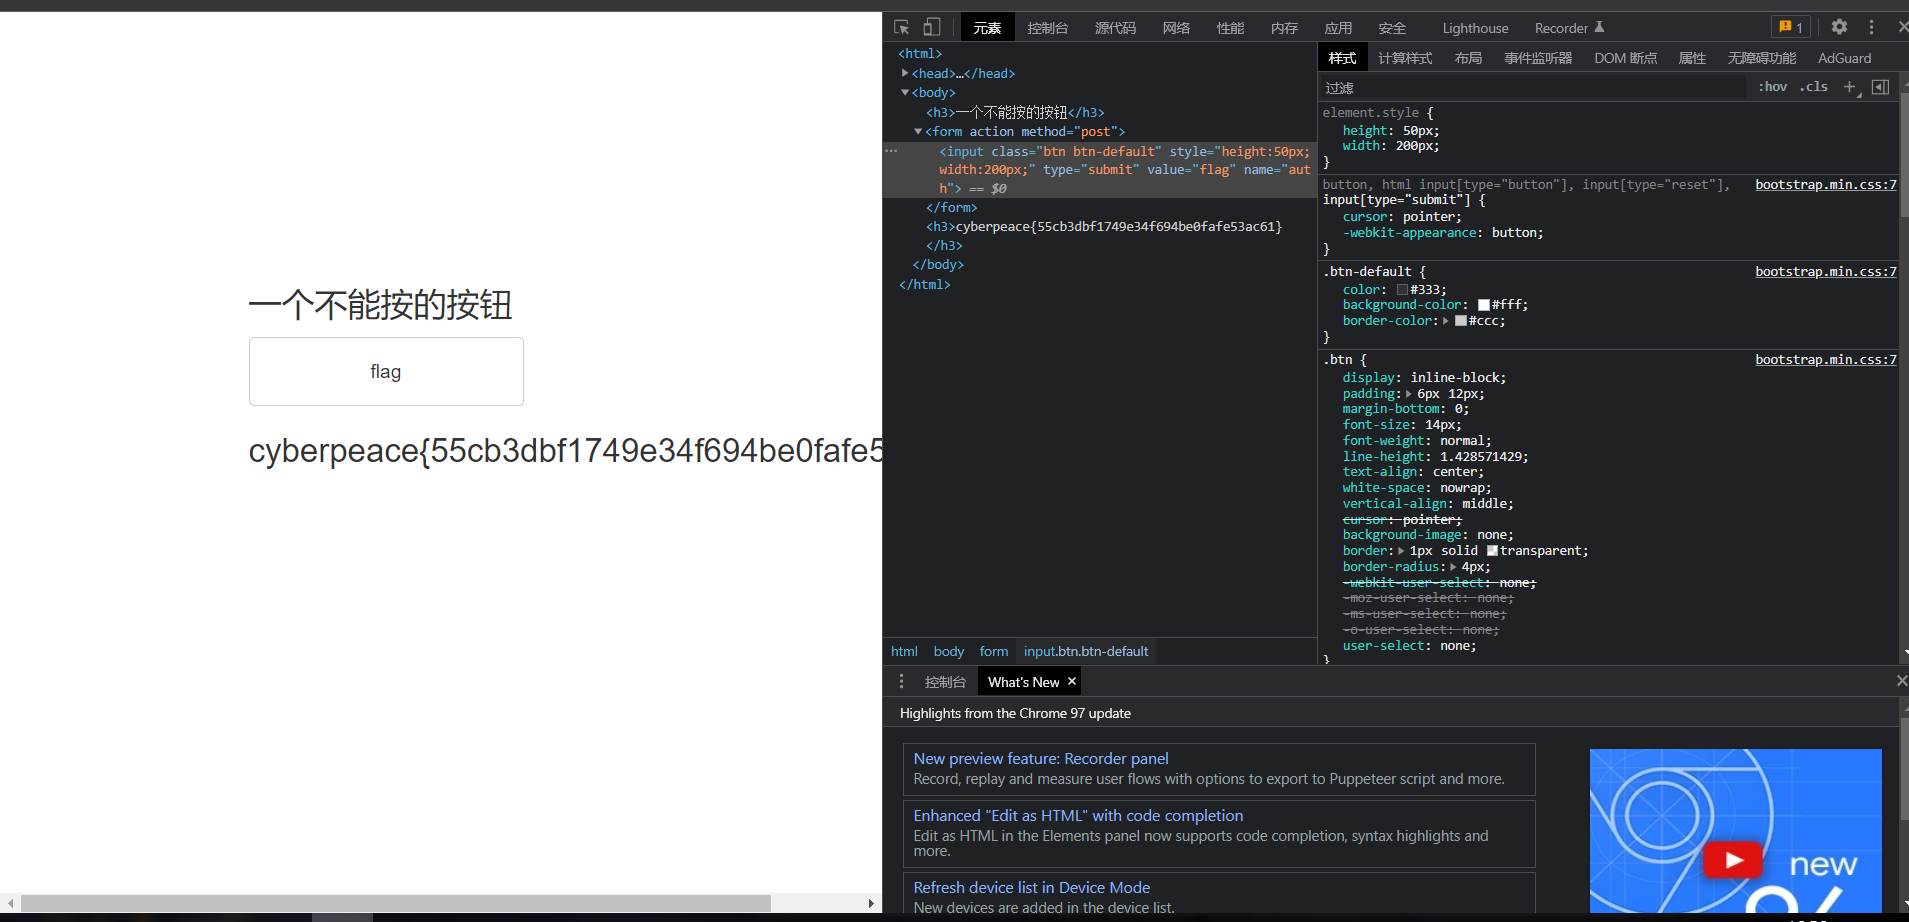 一个不能按的按钮
flag
cyberpeace{55cb3dbf1749e34f694be0fafe5
元素 控制台 源代码 网络 性能 内存 应用 安全 Lighthouse Recorder 1
<html>
<head>…</head>
<body>
<h3>一个不能按的按钮</h3>
<form action method="post">
<input class="btn btn-default" style="height:50px;
width:200px;" type="submit" value="flag" name="aut
h"> == $0
</form>
<h3>cyberpeace{55cb3dbf1749e34f694be0fafe53ac61}
</h3>
</body>
</html>
html body form input.btn.btn-default
样式 计算样式 布局 事件监听器 DOM 断点 属性 无障碍功能 AdGuard
过滤 :hov .cls
element.style {
height: 50px;
width: 200px;
}
button, html input[type="button"], input[type="reset"], bootstrap.min.css:7
input[type="submit"] {
cursor: pointer;
-webkit-appearance: button;
}
.btn-default { bootstrap.min.css:7
color: #333;
background-color: #fff;
border-color: #ccc;
}
.btn { bootstrap.min.css:7
display: inline-block;
padding: 6px 12px;
margin-bottom: 0;
font-size: 14px;
font-weight: normal;
line-height: 1.428571429;
text-align: center;
white-space: nowrap;
vertical-align: middle;
cursor: pointer;
background-image: none;
border: 1px solid transparent;
border-radius: 4px;
-webkit-user-select: none;
-moz-user-select: none;
-ms-user-select: none;
-o-user-select: none;
user-select: none;
}
控制台 What's New
Highlights from the Chrome 97 update
New preview feature: Recorder panel
Record, replay and measure user flows with options to export to Puppeteer script and more.
Enhanced "Edit as HTML" with code completion
Edit as HTML in the Elements panel now supports code completion, syntax highlights and
more.
Refresh device list in Device Mode
New devices are added in the device list.
new